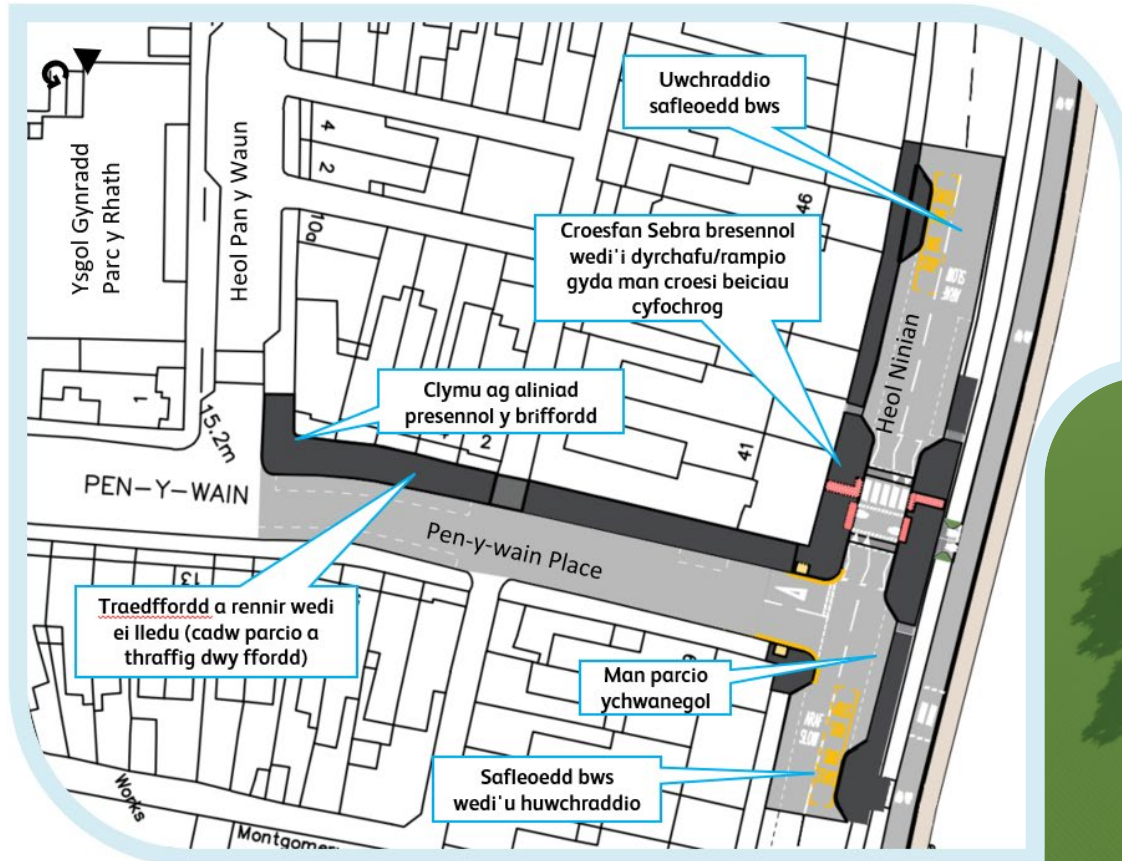 G
Ysgol Gynradd
Parc y Rhath
Heol Pan y Waun
4
2
10a
Uwchraddio
safleoedd bws
46
Croesfan Sebra bresennol
wedi'i dyrchafu/rampio
gyda man croesi beiciau
cyfochrog
ARAF
SLOW
Heol Ninian
Clymu ag aliniad
presennol y briffordd
1
15.2m
2
41
PEN-Y-WAIN
Pen-y-wain Place
13
Traedffordd a rennir wedi
ei lledu (cadw parcio a
thraffig dwy ffordd)
Man parcio
ychwanegol
ARAF
SLOW
Safleoedd bws
wedi'u huwchraddio
Works